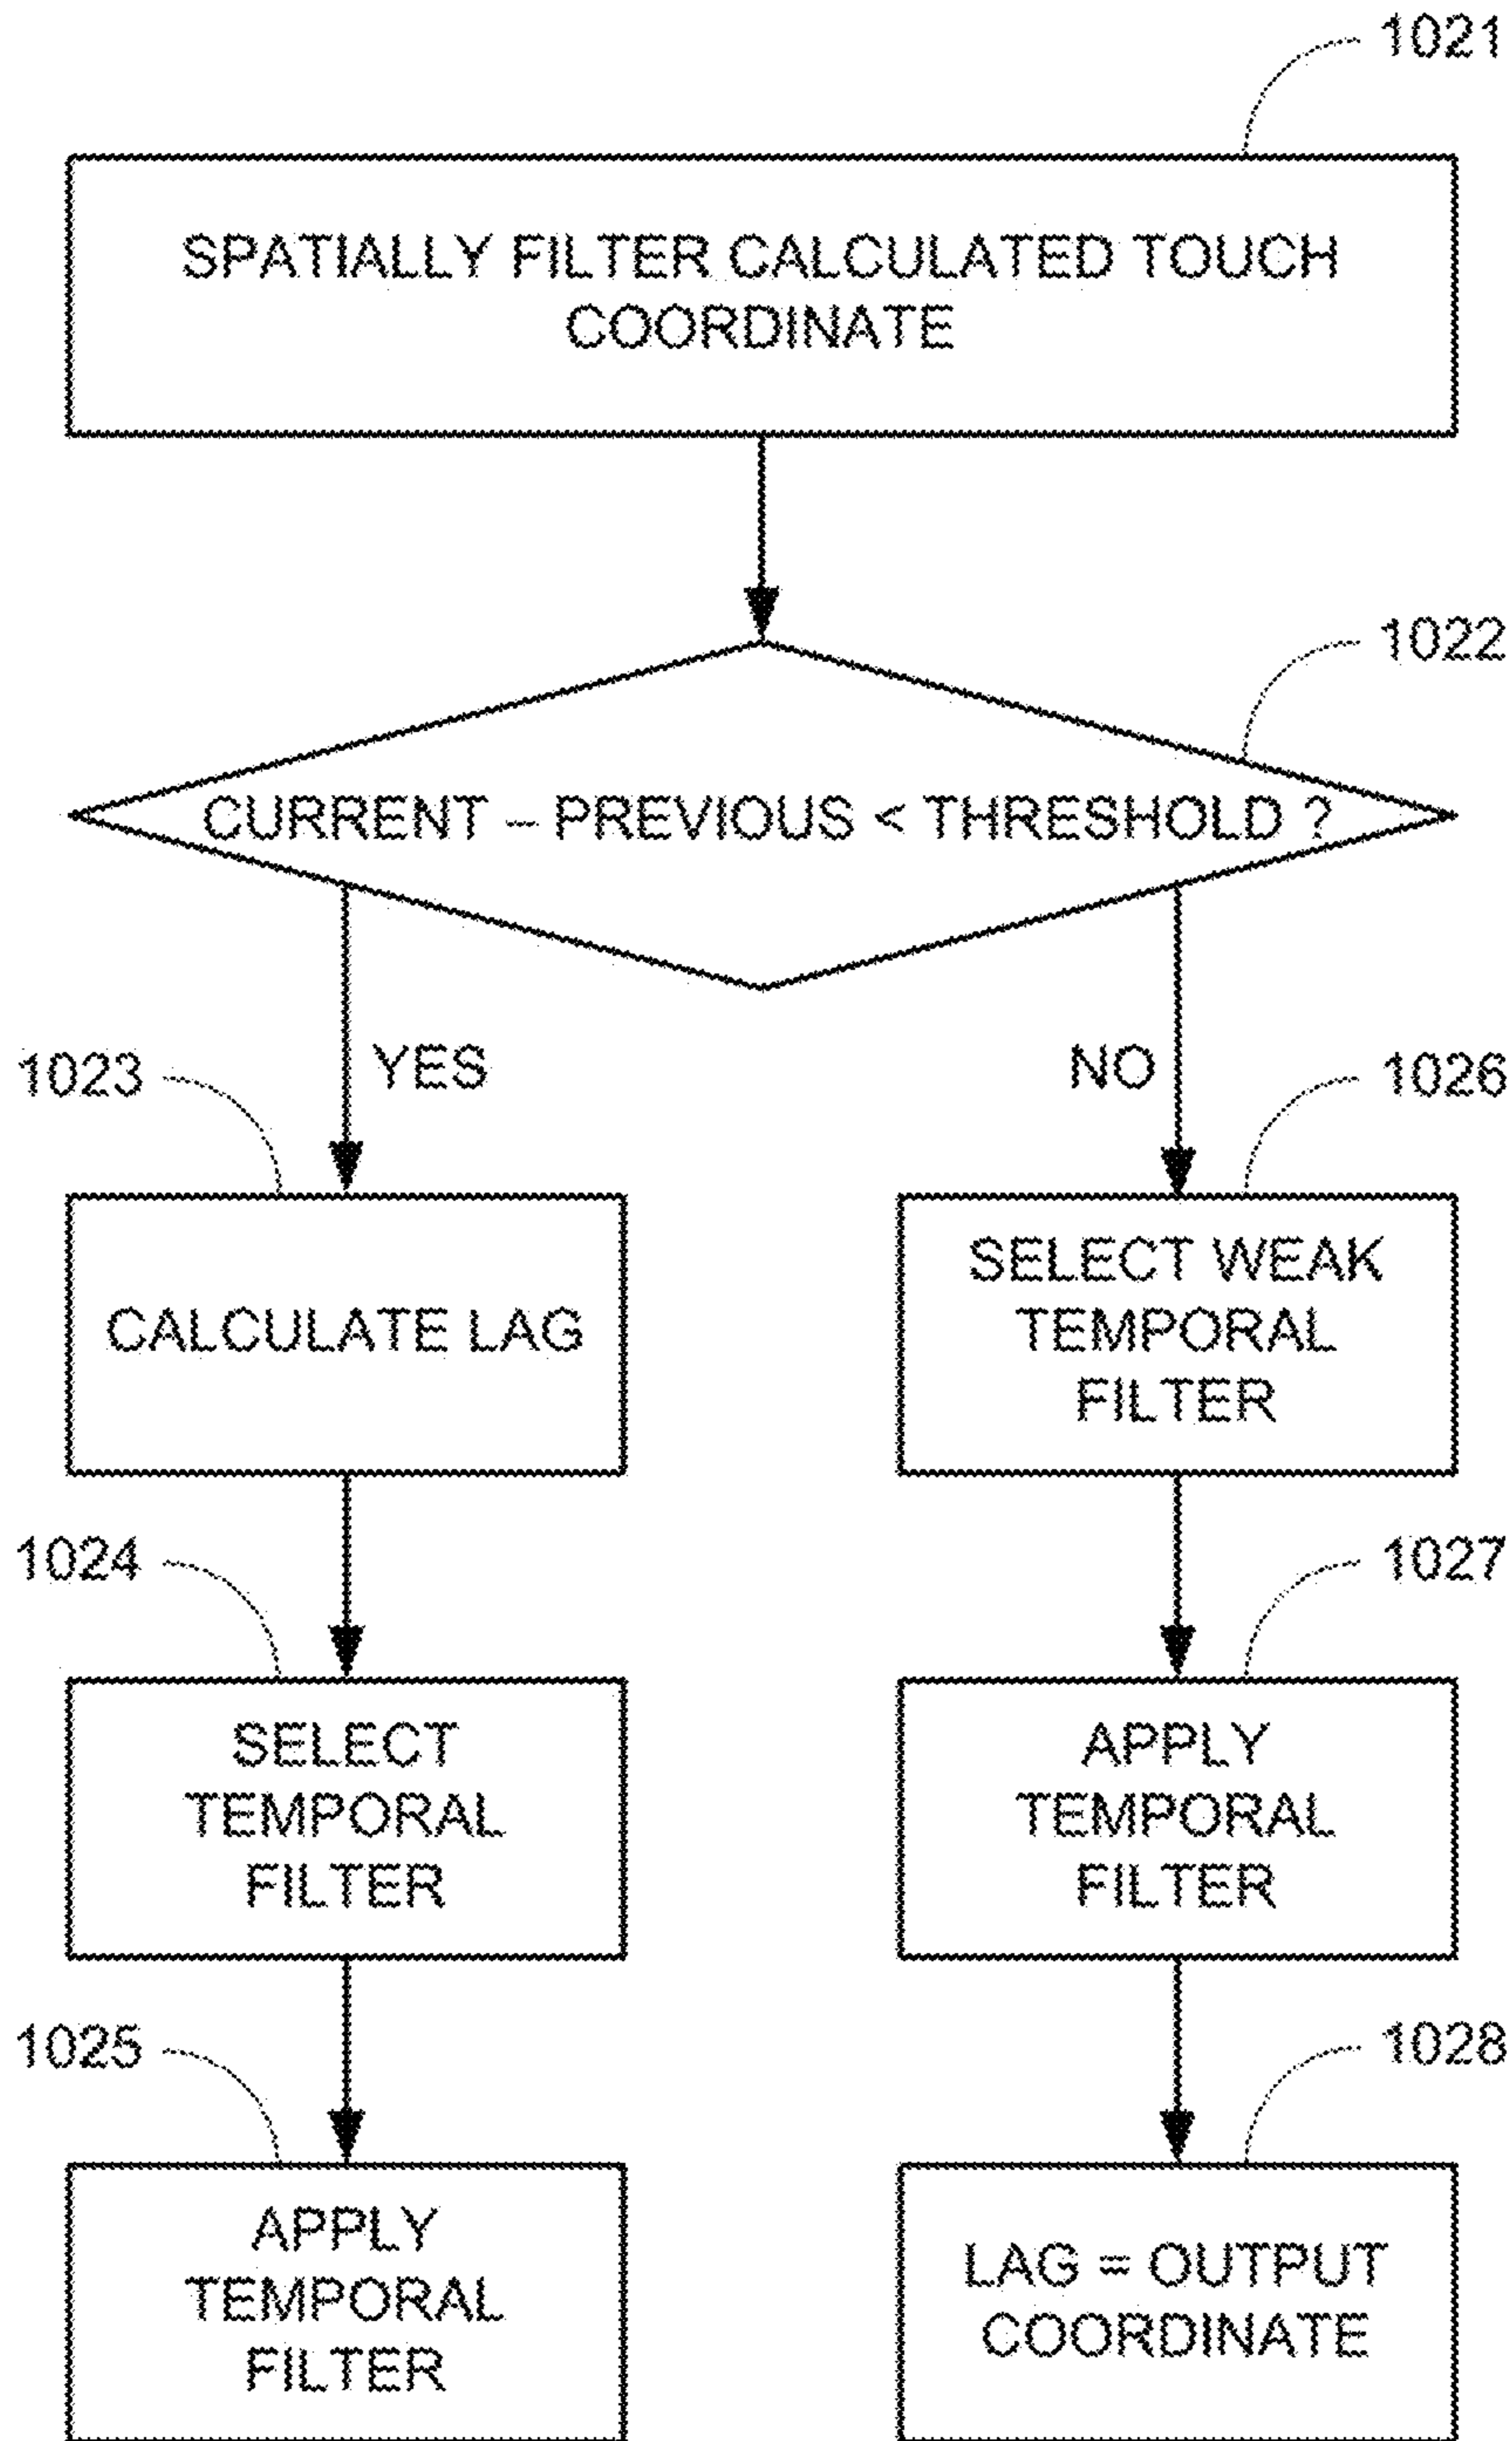 1021
SPATIALLY FILTER CALCULATED TOUCH
COORDINATE
1022
CURRENT – PREVIOUS < THRESHOLD ?
YES
NO
1023
CALCULATE LAG
1026
SELECT WEAK
TEMPORAL
FILTER
1024
SELECT
TEMPORAL
FILTER
1027
APPLY
TEMPORAL
FILTER
1025
APPLY
TEMPORAL
FILTER
1028
LAG = OUTPUT
COORDINATE